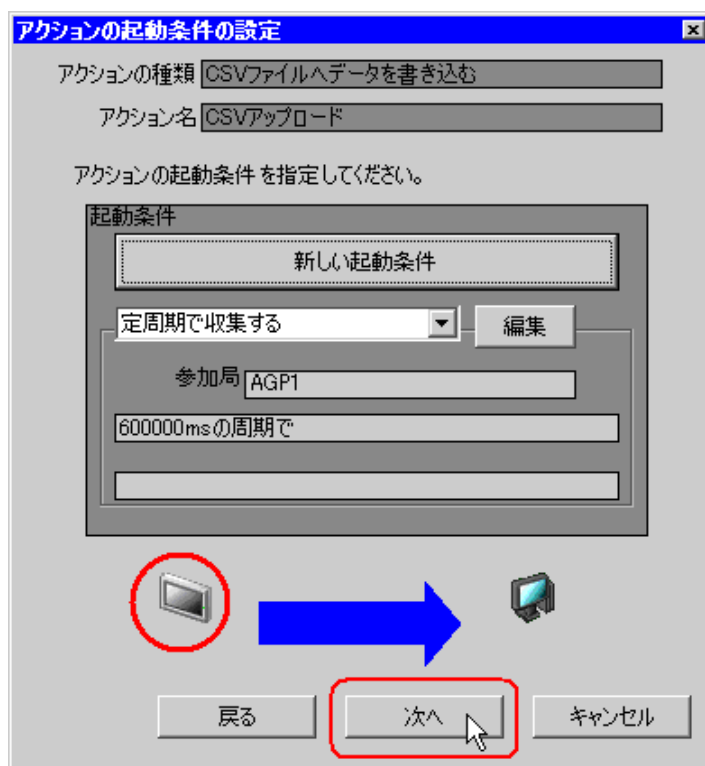 アクションの起動条件の設定
アクションの種類 CSVファイルへデータを書き込む
アクション名 CSVアップロード
アクションの起動条件を指定してください。
起動条件
新しい起動条件
定周期で収集する 編集
参加局 AGP1
600000msの周期で
戻る 次へ キャンセル